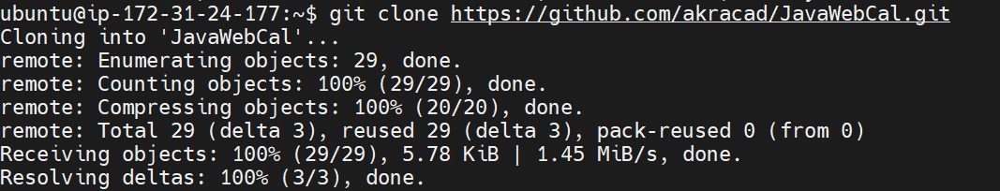 ubuntu@ip-172-31-24-177:~$ git clone https://github.com/akracad/JavaWebCal.git
Cloning into 'JavaWebCal'...
remote: Enumerating objects: 29, done.
remote: Counting objects: 100% (29/29), done.
remote: Compressing objects: 100% (20/20), done.
remote: Total 29 (delta 3), reused 29 (delta 3), pack-reused 0 (from 0)
Receiving objects: 100% (29/29), 5.78 KiB | 1.45 MiB/s, done.
Resolving deltas: 100% (3/3), done.